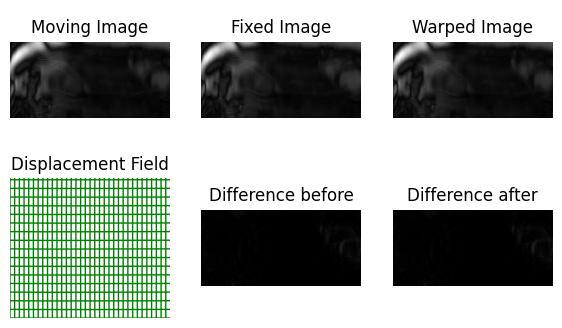 Moving Image
Fixed Image
Warped Image
Displacement Field
Difference before
Difference after